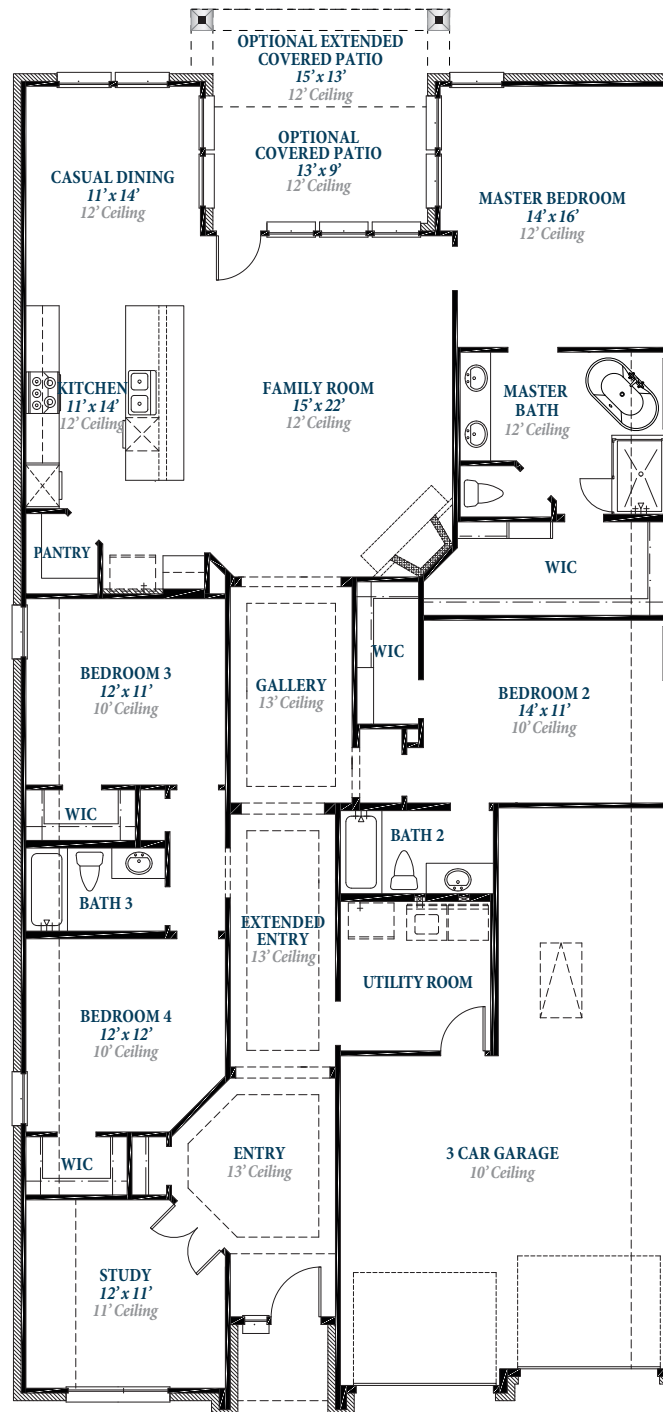 OPTIONAL EXTENDED
COVERED PATIO
15' x 13'
12' Ceiling
OPTIONAL
COVERED PATIO
13' x 9'
12' Ceiling
CASUAL DINING
11' x 14'
12' Ceiling
MASTER BEDROOM
14' x 16'
12' Ceiling
KITCHEN
11' x 14'
12' Ceiling
FAMILY ROOM
15' x 22'
12' Ceiling
MASTER
BATH
12' Ceiling
PANTRY
WIC
BEDROOM 3
12' x 11'
10' Ceiling
GALLERY
13' Ceiling
WIC
BEDROOM 2
14' x 11'
10' Ceiling
WIC
BATH 2
BATH 3
EXTENDED
ENTRY
13' Ceiling
UTILITY ROOM
BEDROOM 4
12' x 12'
10' Ceiling
WIC
ENTRY
13' Ceiling
3 CAR GARAGE
10' Ceiling
STUDY
12' x 11'
11' Ceiling